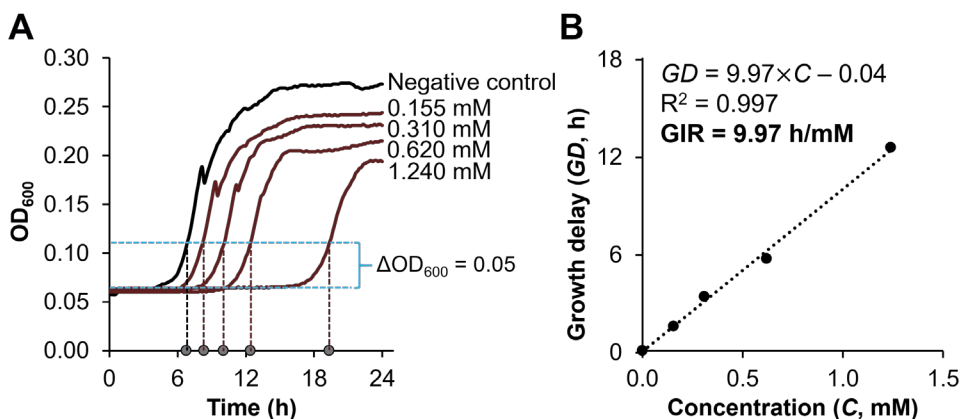 A
0.30
0.25
0.20
0.15
0.10
0.05
0.00
OD600
Negative control
0.155 mM
0.310 mM
0.620 mM
1.240 mM
ΔOD600 = 0.05
0 6 12 18 24
Time (h)
B
18
12
6
0
Growth delay (GD, h)
GD = 9.97×C – 0.04
R² = 0.997
GIR = 9.97 h/mM
0.0 0.5 1.0 1.5
Concentration (C, mM)